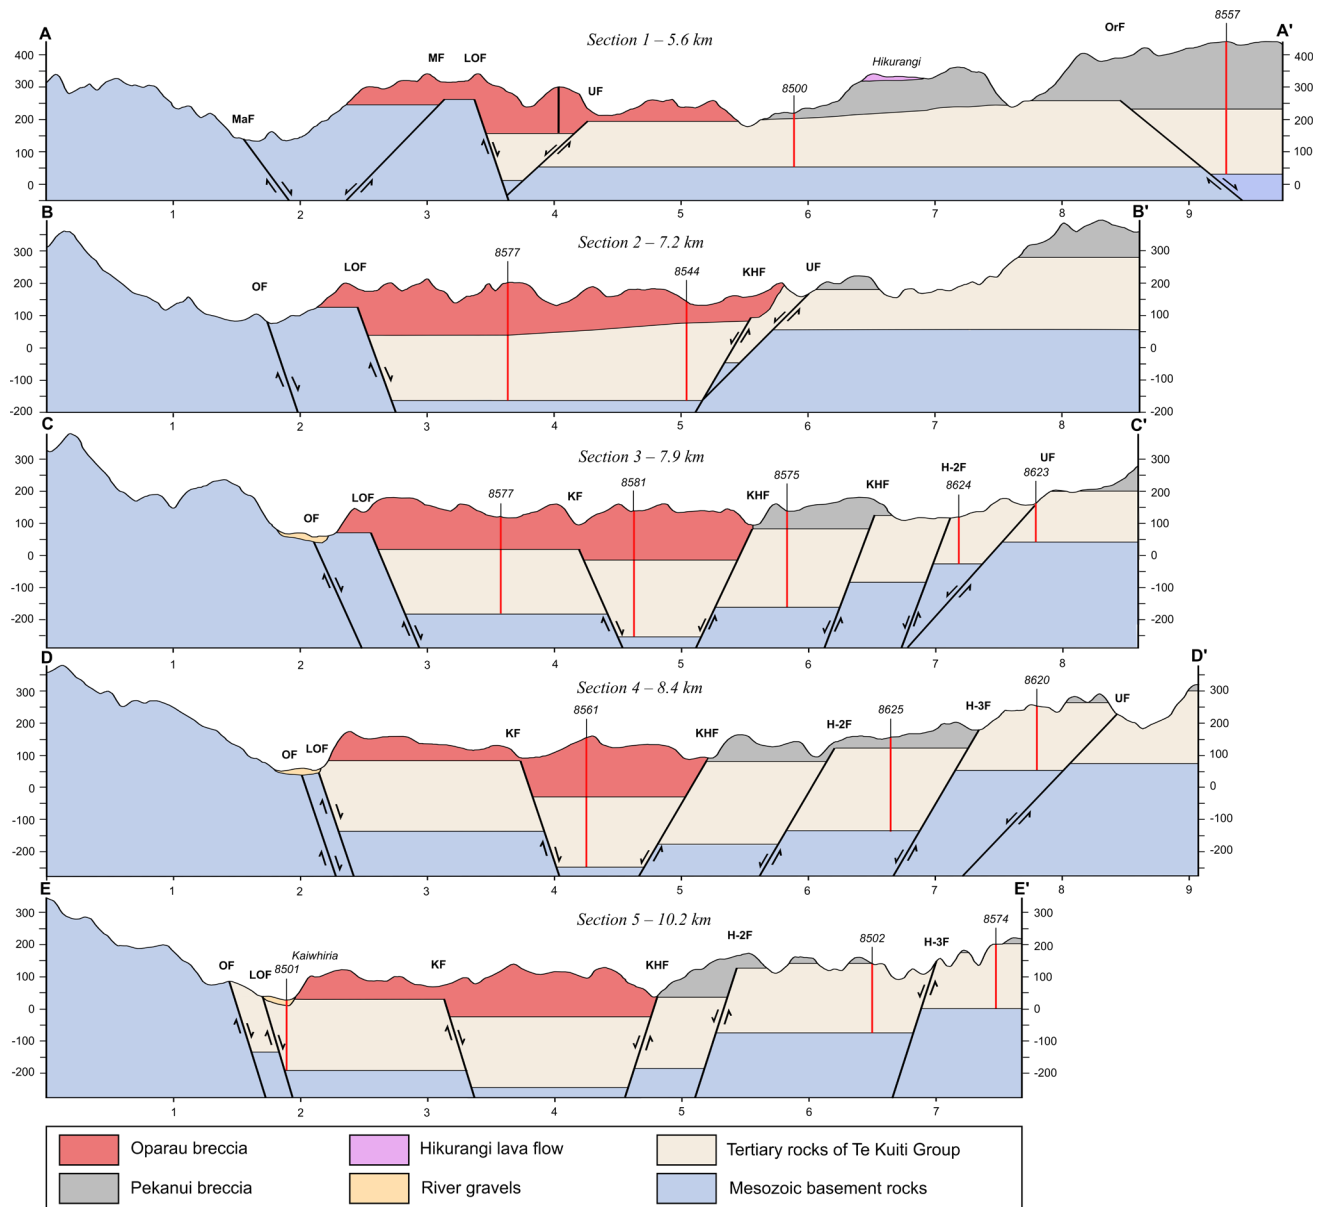 A
Section 1 – 5.6 km
OrF
8557
A'
MF
LOF
Hikurangi
400
300
200
100
0
MaF
UF
8500
400
300
200
100
0
1 2 3 4 5 6 7 8 9
B
Section 2 – 7.2 km
B'
OF
LOF
8577
8544
KHF
UF
300
200
100
0
-100
-200
300
200
100
0
-100
-200
1 2 3 4 5 6 7 8
C
Section 3 – 7.9 km
C'
OF
LOF
8577
KF
8581
KHF
8575
KHF
H-2F
8624
UF
8623
300
200
100
0
-100
-200
300
200
100
0
-100
-200
1 2 3 4 5 6 7 8
D
Section 4 – 8.4 km
D'
OF
LOF
KF
8561
KHF
H-2F
8625
H-3F
8620
UF
300
200
100
0
-100
-200
300
200
100
0
-100
-200
1 2 3 4 5 6 7 8 9
E
Section 5 – 10.2 km
E'
OF
LOF
8501
Kaiwhiria
KF
KHF
H-2F
8502
H-3F
8574
300
200
100
0
-100
-200
300
200
100
0
-100
-200
1 2 3 4 5 6 7
Oparau breccia
Hikurangi lava flow
Tertiary rocks of Te Kuiti Group
Pekanui breccia
River gravels
Mesozoic basement rocks